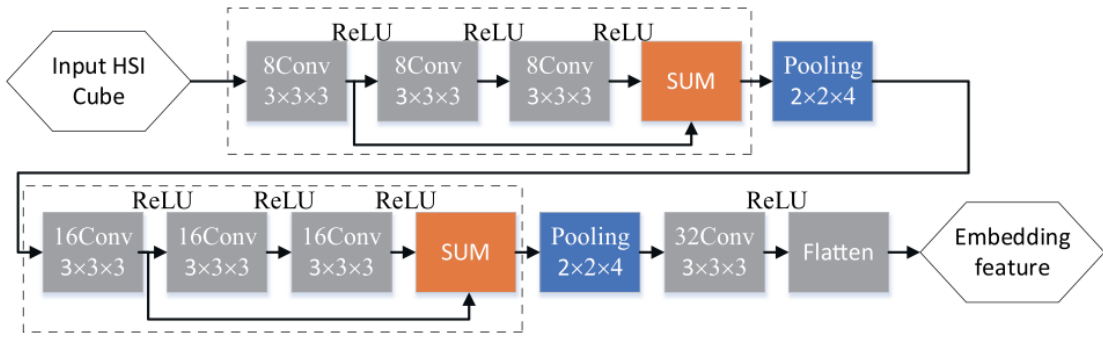 Input HSI
Cube
8Conv
3×3×3
ReLU
8Conv
3×3×3
ReLU
8Conv
3×3×3
ReLU
SUM
Pooling
2×2×4
16Conv
3×3×3
ReLU
16Conv
3×3×3
ReLU
16Conv
3×3×3
ReLU
SUM
Pooling
2×2×4
32Conv
3×3×3
ReLU
Flatten
Embedding
feature